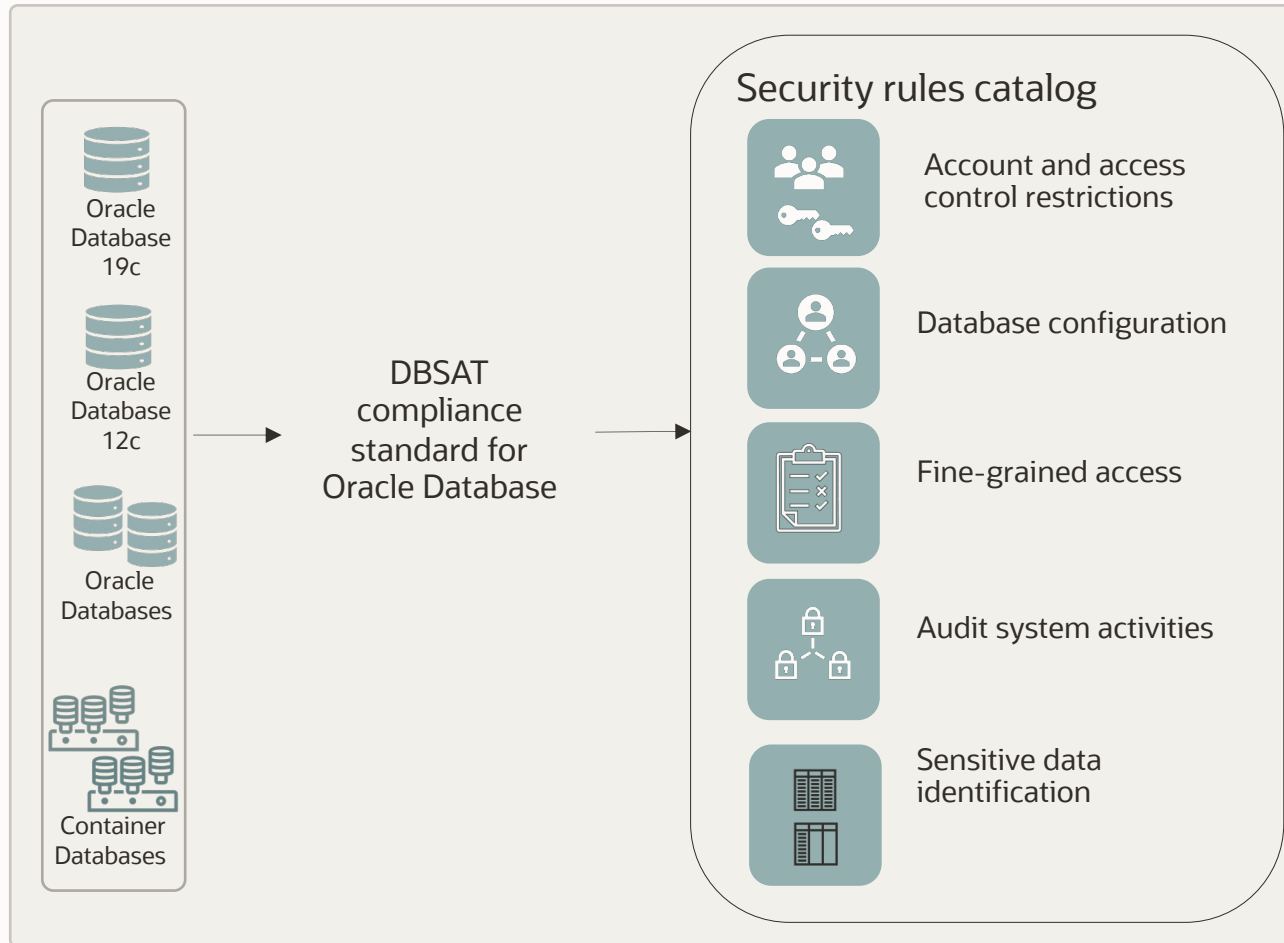 Oracle
Database
19c
Oracle
Database
12c
Oracle
Databases
Container
Databases
DBSAT
compliance
standard for
Oracle Database
Security rules catalog
Account and access
control restrictions
Database configuration
Fine-grained access
Audit system activities
Sensitive data
identification